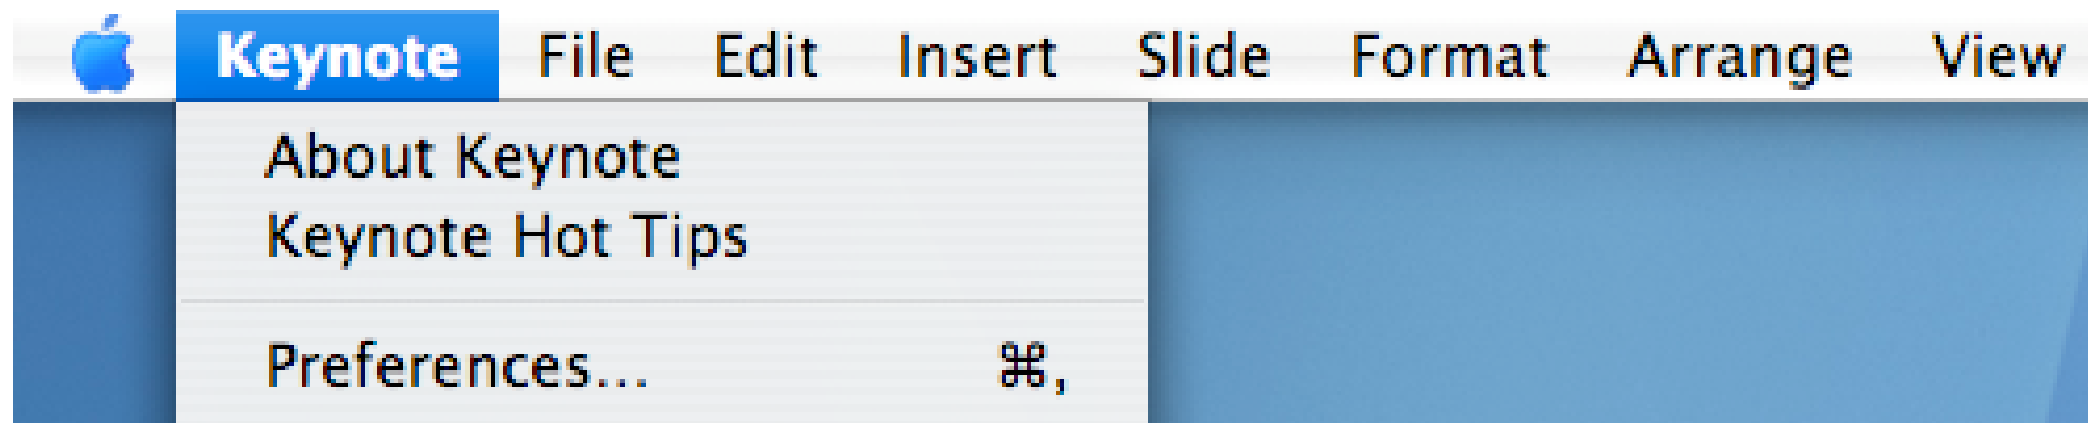 Keynote File Edit Insert Slide Format Arrange View
About Keynote
Keynote Hot Tips
Preferences... ⌘,